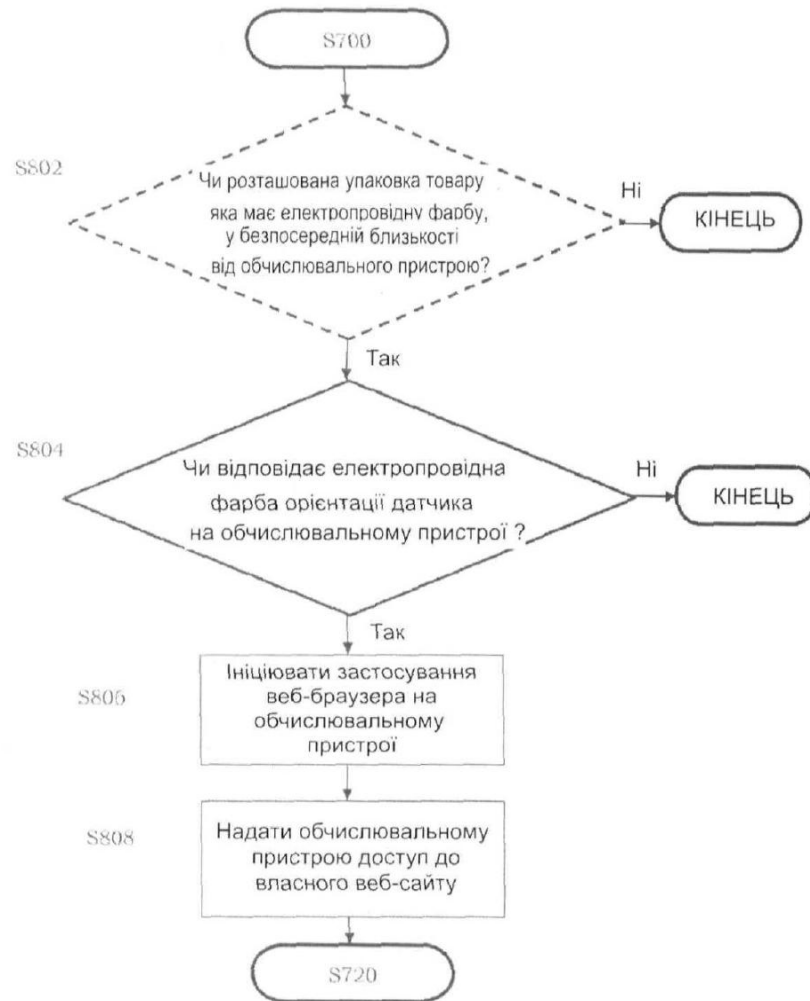 S700
S802
Чи розташована упаковка товару
яка має електропровідну фарбу,
у безпосередній близькості
від обчислювального пристрою?
Ні
КІНЕЦЬ
Так
S804
Чи відповідає електропровідна
фарба орієнтації датчика
на обчислювальному пристрої ?
Ні
КІНЕЦЬ
Так
S805
Ініціювати застосування
веб-браузера на
обчислювальному
пристрої
S808
Надати обчислювальному
пристрою доступ до
власного веб-сайту
S720